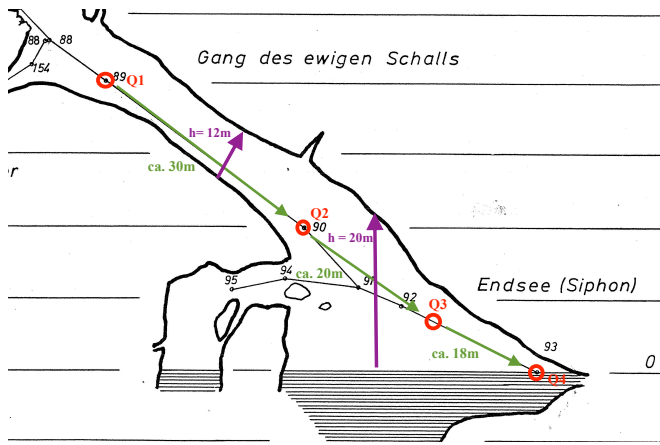 88 88
Gang des ewigen Schalls
154
89 Q1
h= 12m
ca. 30m
r
Q2
90
h = 20m
ca. 20m
94
95
91
92
Endsee (Siphon)
Q3
93
ca. 18m
0
Q4